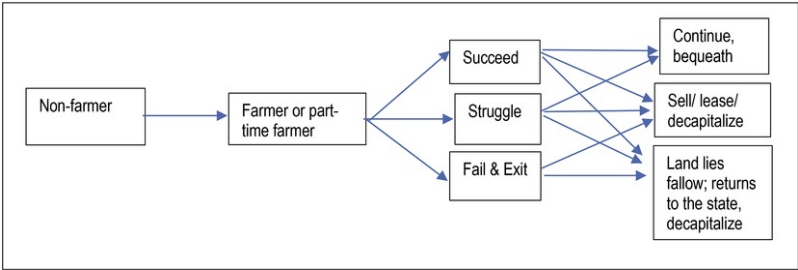 Non-farmer
Farmer or part-
time farmer
Succeed
Struggle
Fail & Exit
Continue,
bequeath
Sell/ lease/
decapitalize
Land lies
fallow; returns
to the state,
decapitalize